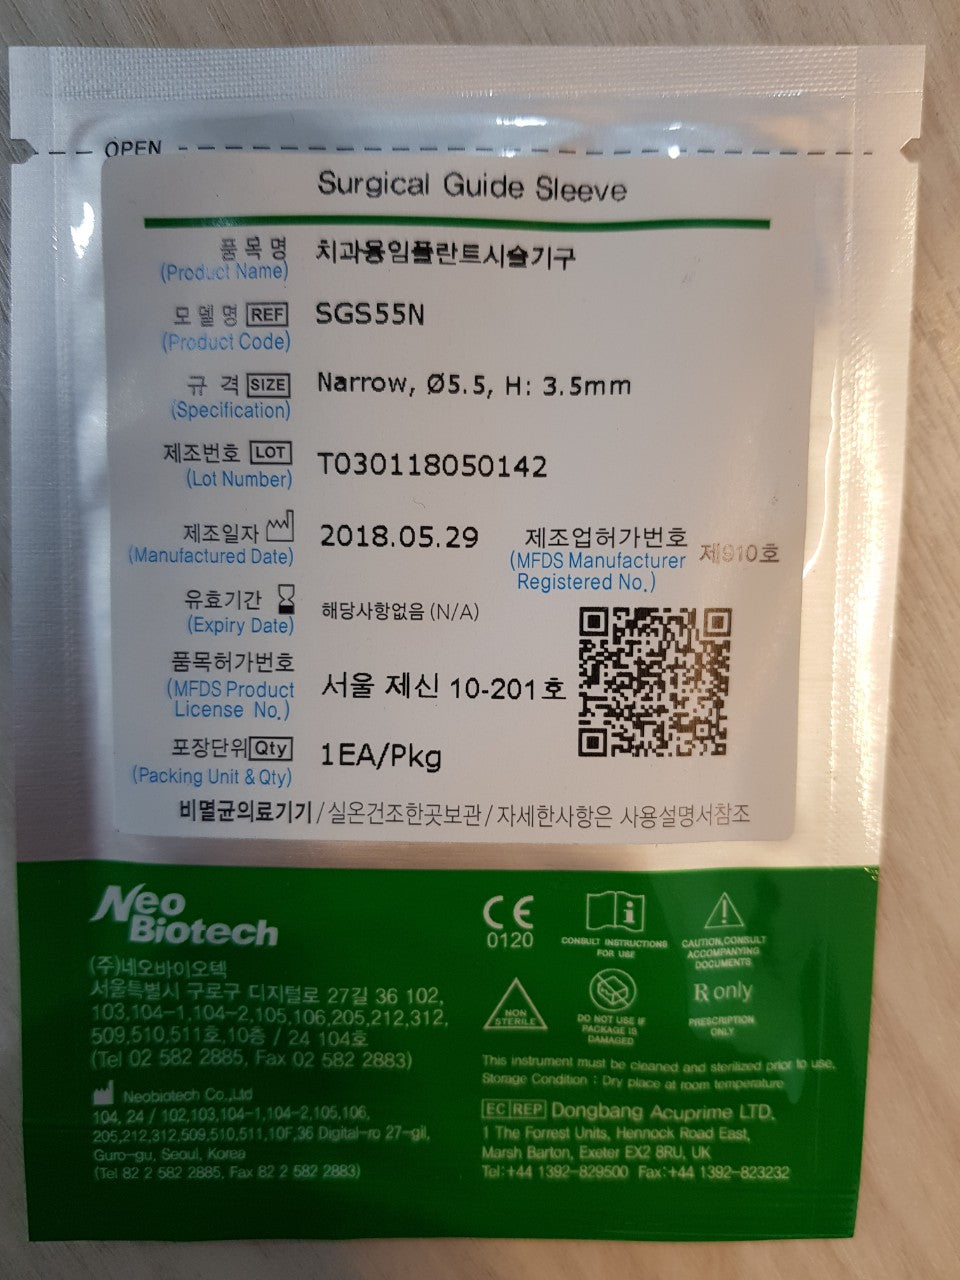 OPEN
Surgical Guide Sleeve
품목명 치과용임플란트시술기구
(Product Name)
모델명 REF SGS55N
(Product Code)
규격 SIZE Narrow, Ø5.5, H: 3.5mm
(Specification)
제조번호 LOT T030118050142
(Lot Number)
제조일자 2018.05.29 제조업허가번호 제910호
(Manufactured Date) (MFDS Manufacturer
Registered No.)
유효기간 해당사항없음 (N/A)
(Expiry Date)
품목허가번호 서울 제신 10-201호
(MFDS Product
License No.)
포장단위 Qty 1EA/Pkg
(Packing Unit & Qty)
비멸균의료기기/실온건조한곳보관/자세한사항은 사용설명서참조
Neo
Biotech
(주)네오바이오텍
서울특별시 구로구 디지털로 27길 36 102,
103,104-1,104-2,105,106,205,212,312,
509,510,511호,10층 / 24 104호
(Tel 02 582 2885, Fax 02 582 2883)
Neobiotech Co.,Ltd
104, 24 / 102,103,104-1,104-2,105,106,
205,212,312,509,510,511,10F,36 Digital-ro 27-gil,
Guro-gu, Seoul, Korea
(Tel 82 2 582 2885, Fax 82 2 582 2883)
CE
0120
CONSULT INSTRUCTIONS
FOR USE
CAUTION,CONSULT
ACCOMPANYING
DOCUMENTS
NON
STERILE
DO NOT USE IF
PACKAGE IS
DAMAGED
R only
PRESCRIPTION
ONLY
This instrument must be cleaned and sterilized prior to use.
Storage Condition : Dry place at room temperature
EC REP Dongbang Acuprime LTD.
1 The Forrest Units, Hennock Road East,
Marsh Barton, Exeter EX2 8RU, UK
Tel:+44 1392-829500 Fax:+44 1392-823232